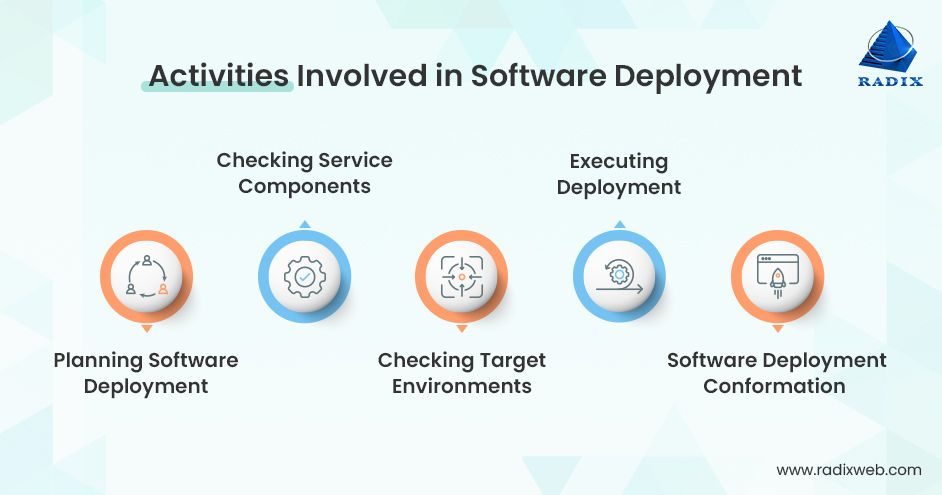 RADIX
Activities Involved in Software Deployment
Planning Software
Deployment
Checking Service
Components
Checking Target
Environments
Executing
Deployment
Software Deployment
Conformation
www.radixweb.com